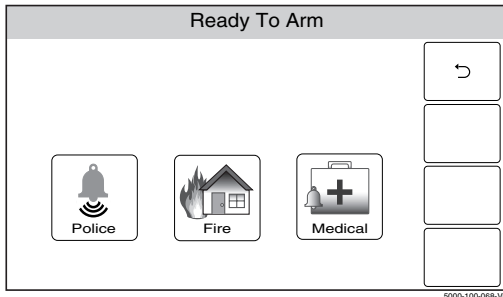 Ready To Arm
Police
Fire
Medical
5000-100-068-V